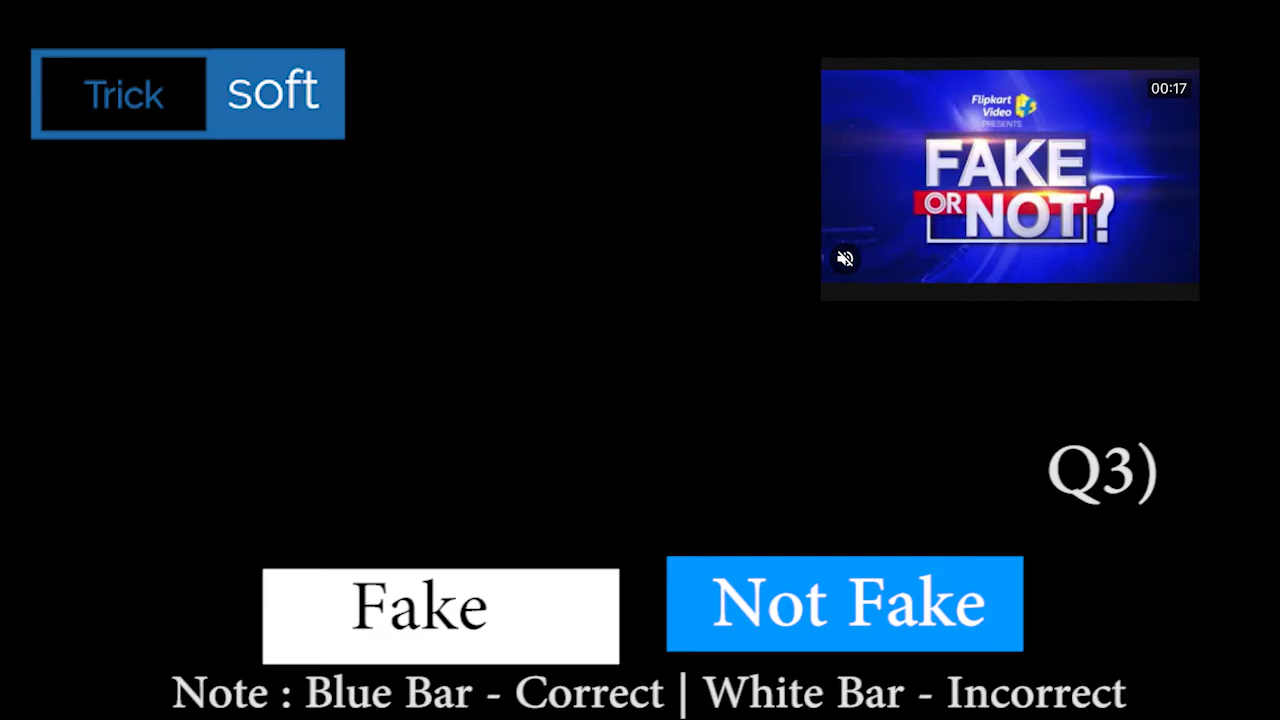 Trick soft
00:17
Flipkart
Video
PRESENTS
FAKE
OR NOT?
Q3)
Fake
Not Fake
Note : Blue Bar - Correct | White Bar - Incorrect